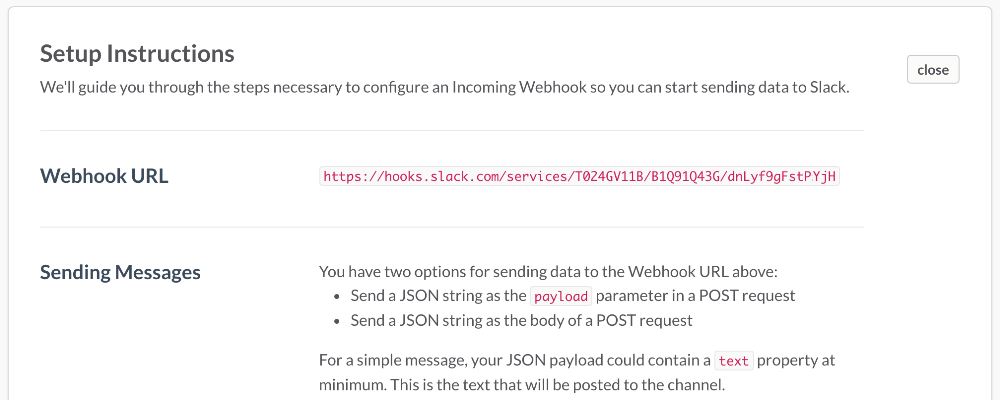 Setup Instructions
close
We'll guide you through the steps necessary to configure an Incoming Webhook so you can start sending data to Slack.
Webhook URL
https://hooks.slack.com/services/T024GV11B/B1Q91Q43G/dnLyf9gFstPYjH
Sending Messages
You have two options for sending data to the Webhook URL above:
• Send a JSON string as the payload parameter in a POST request
• Send a JSON string as the body of a POST request
For a simple message, your JSON payload could contain a text property at
minimum. This is the text that will be posted to the channel.